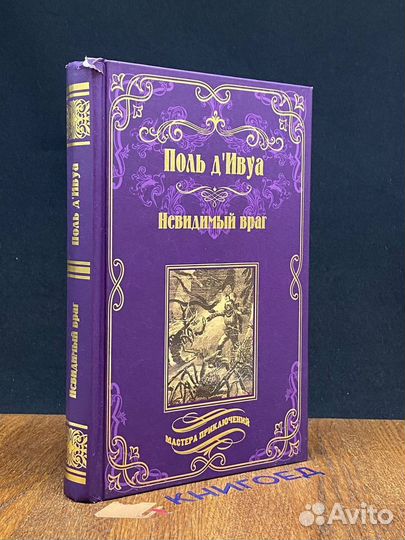 Поль д'Ивуа
Невидимый враг
МАСТЕРА ПРИКЛЮЧЕНИЙ
Поль д'Ивуа
Невидимый враг
КНИГОЕД
Avito